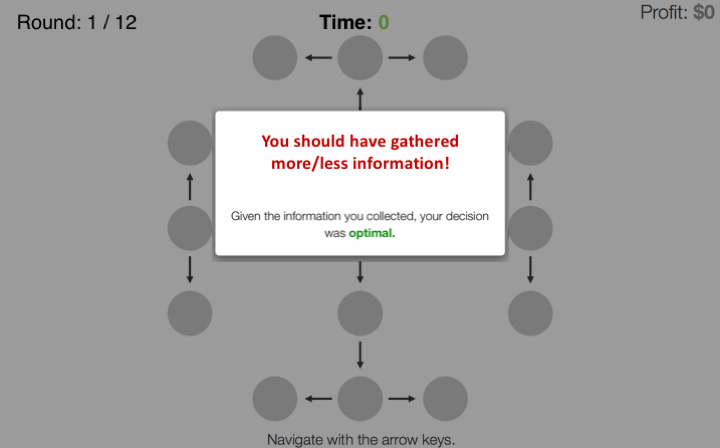 Round: 1 / 12
Time: 0
Profit: $0
You should have gathered
more/less information!
Given the information you collected, your decision
was optimal.
Navigate with the arrow keys.